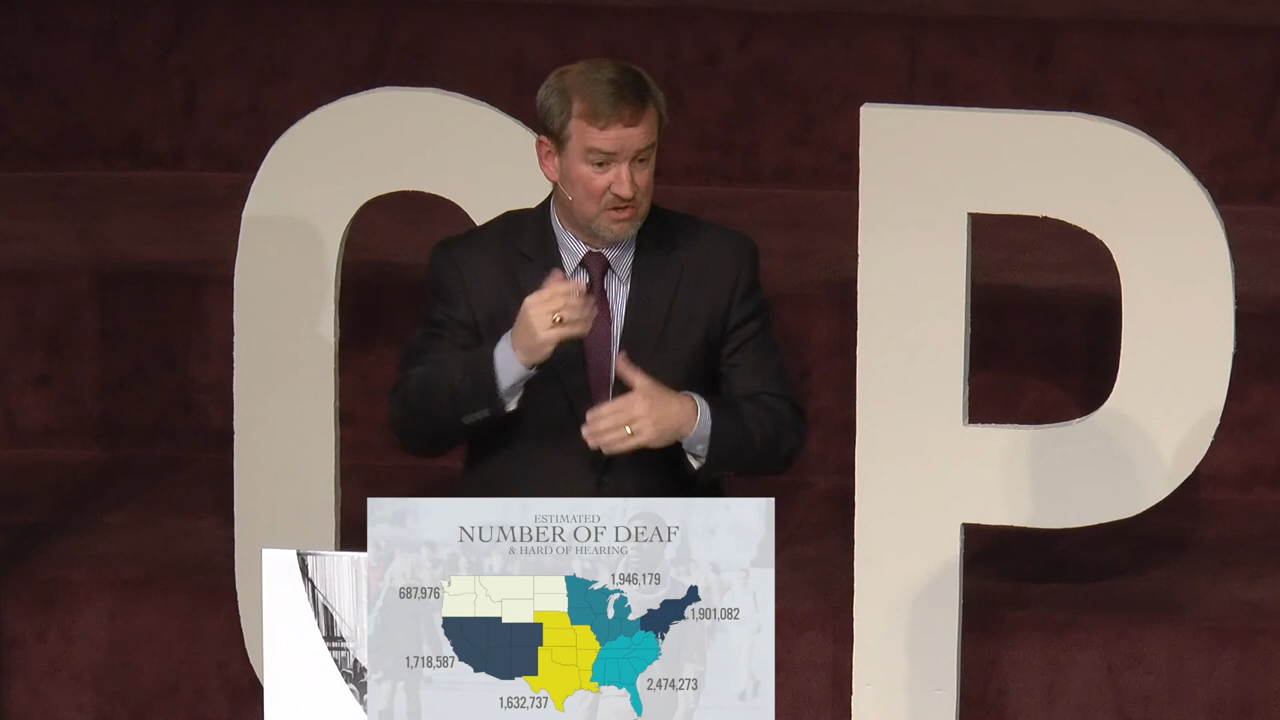 C P
ESTIMATED
NUMBER OF DEAF
& HARD OF HEARING
1,946,179
687,976
1,901,082
1,718,587
2,474,273
1,632,737